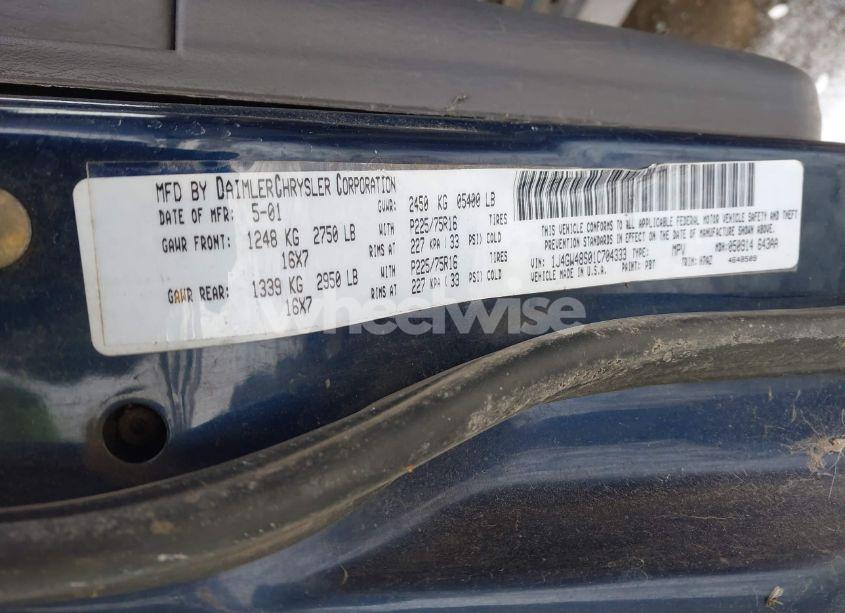 MFD BY DAIMLERCHRYSLER CORPORATION
DATE OF MFR: 5-01 GVWR: 2450 KG 05400 LB
GAWR FRONT: 1248 KG 2750 LB WITH P225/75R16 TIRES
16X7 RIMS AT 227 KPA( 33 PSI) COLD
GAWR REAR: 1339 KG 2950 LB WITH P225/75R16 TIRES
16X7 RIMS AT 227 KPA( 33 PSI) COLD
THIS VEHICLE CONFORMS TO ALL APPLICABLE FEDERAL MOTOR VEHICLE SAFETY AND THEFT
PREVENTION STANDARDS IN EFFECT ON THE DATE OF MANUFACTURE SHOWN ABOVE.
VIN: 1J4GW48S01C704333 TYPE: MPV MDH: 050914 643AA
MADE IN U.S.A. PAINT: PBT TRIM: 4648509
wheelwise